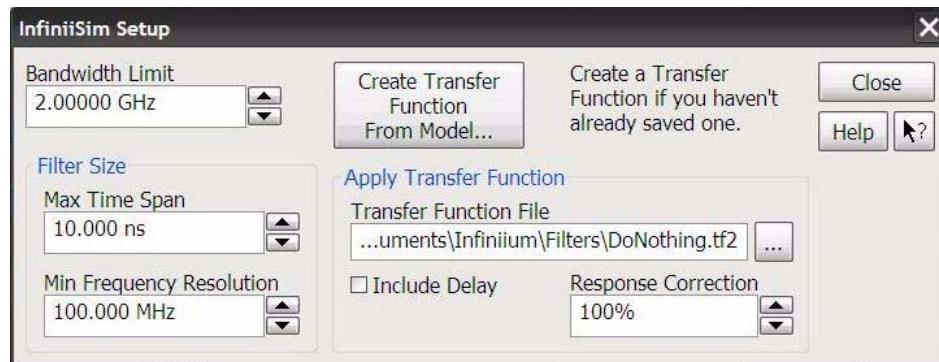 InfiniiSim Setup
Bandwidth Limit
2.00000 GHz
Create Transfer
Function
From Model...
Create a Transfer
Function if you haven't
already saved one.
Close
Help
?
Filter Size
Max Time Span
10.000 ns
Min Frequency Resolution
100.000 MHz
Apply Transfer Function
Transfer Function File
...uments\Infiniium\Filters\DoNothing.tf2
...
Include Delay
Response Correction
100%